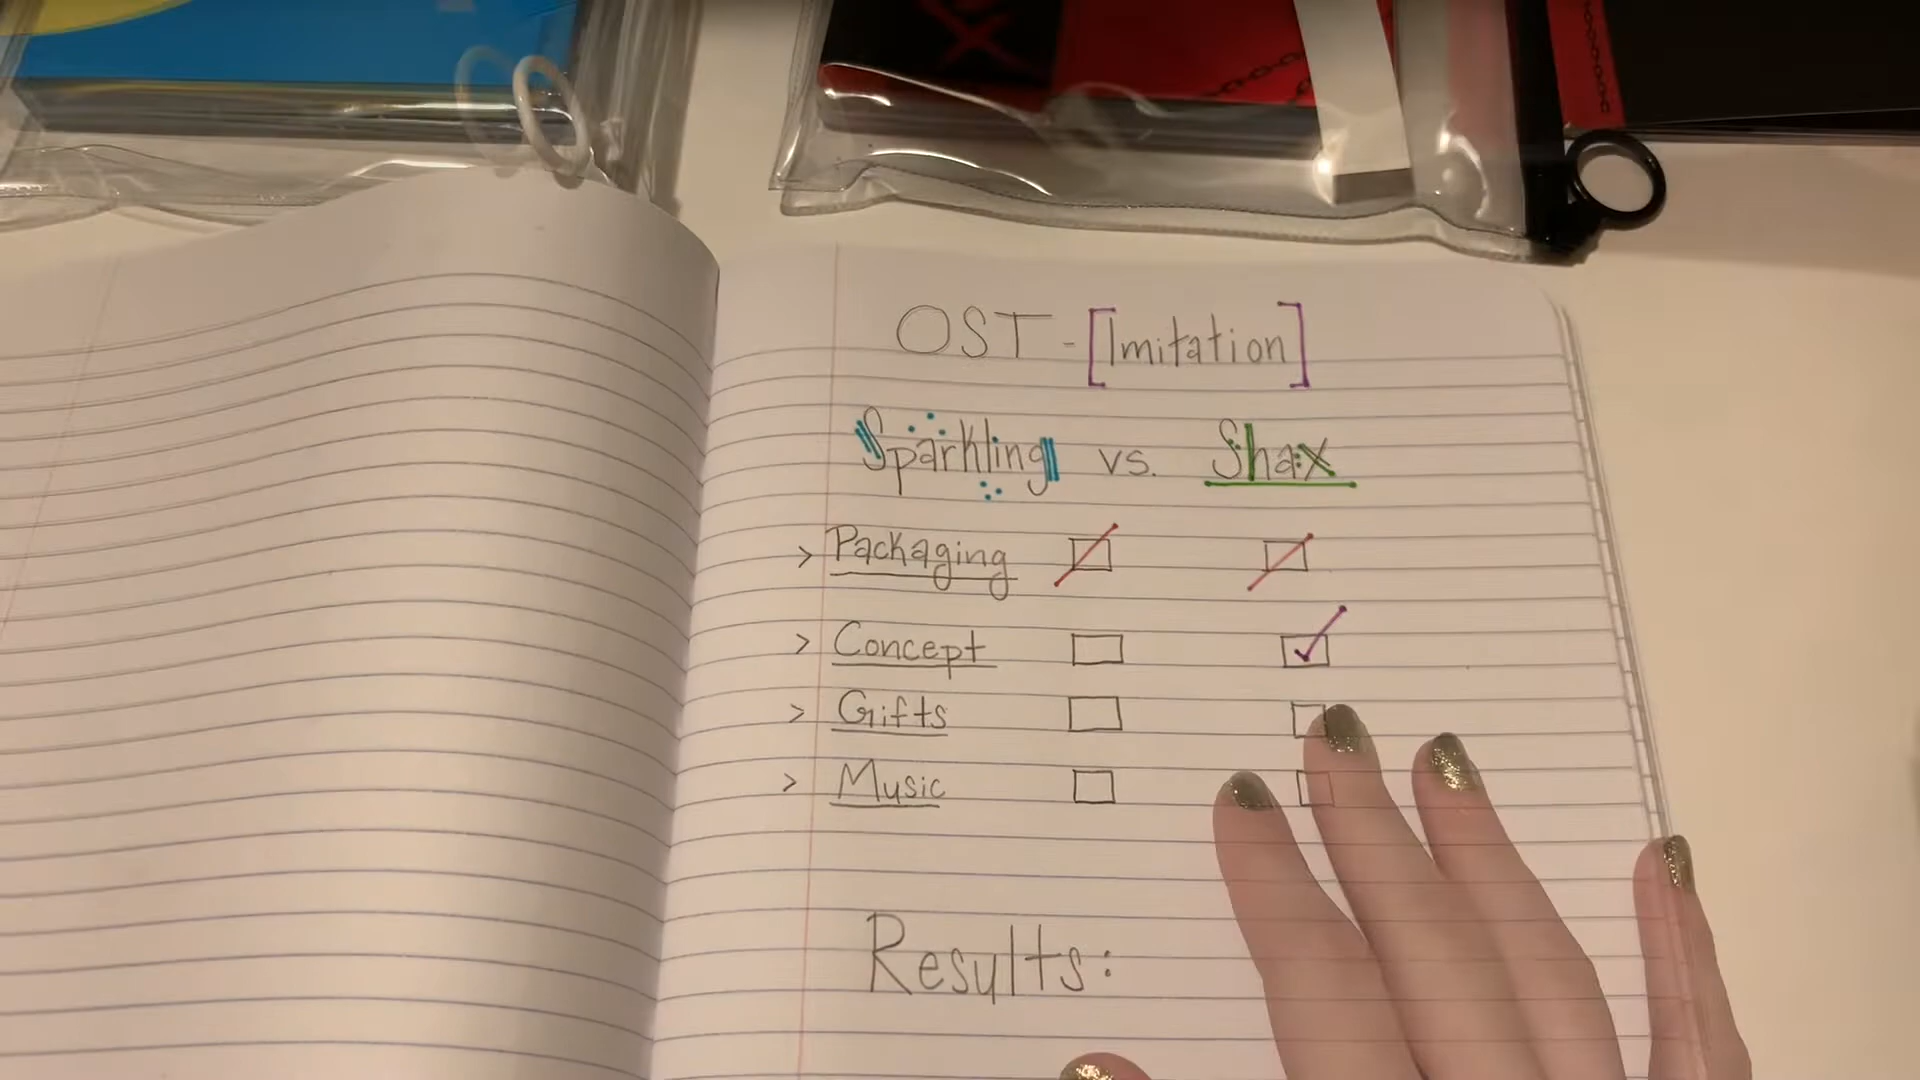 OST - [Imitation]
Sparkling vs. Shax
> Packaging
> Concept
> Gifts
> Music
Results: